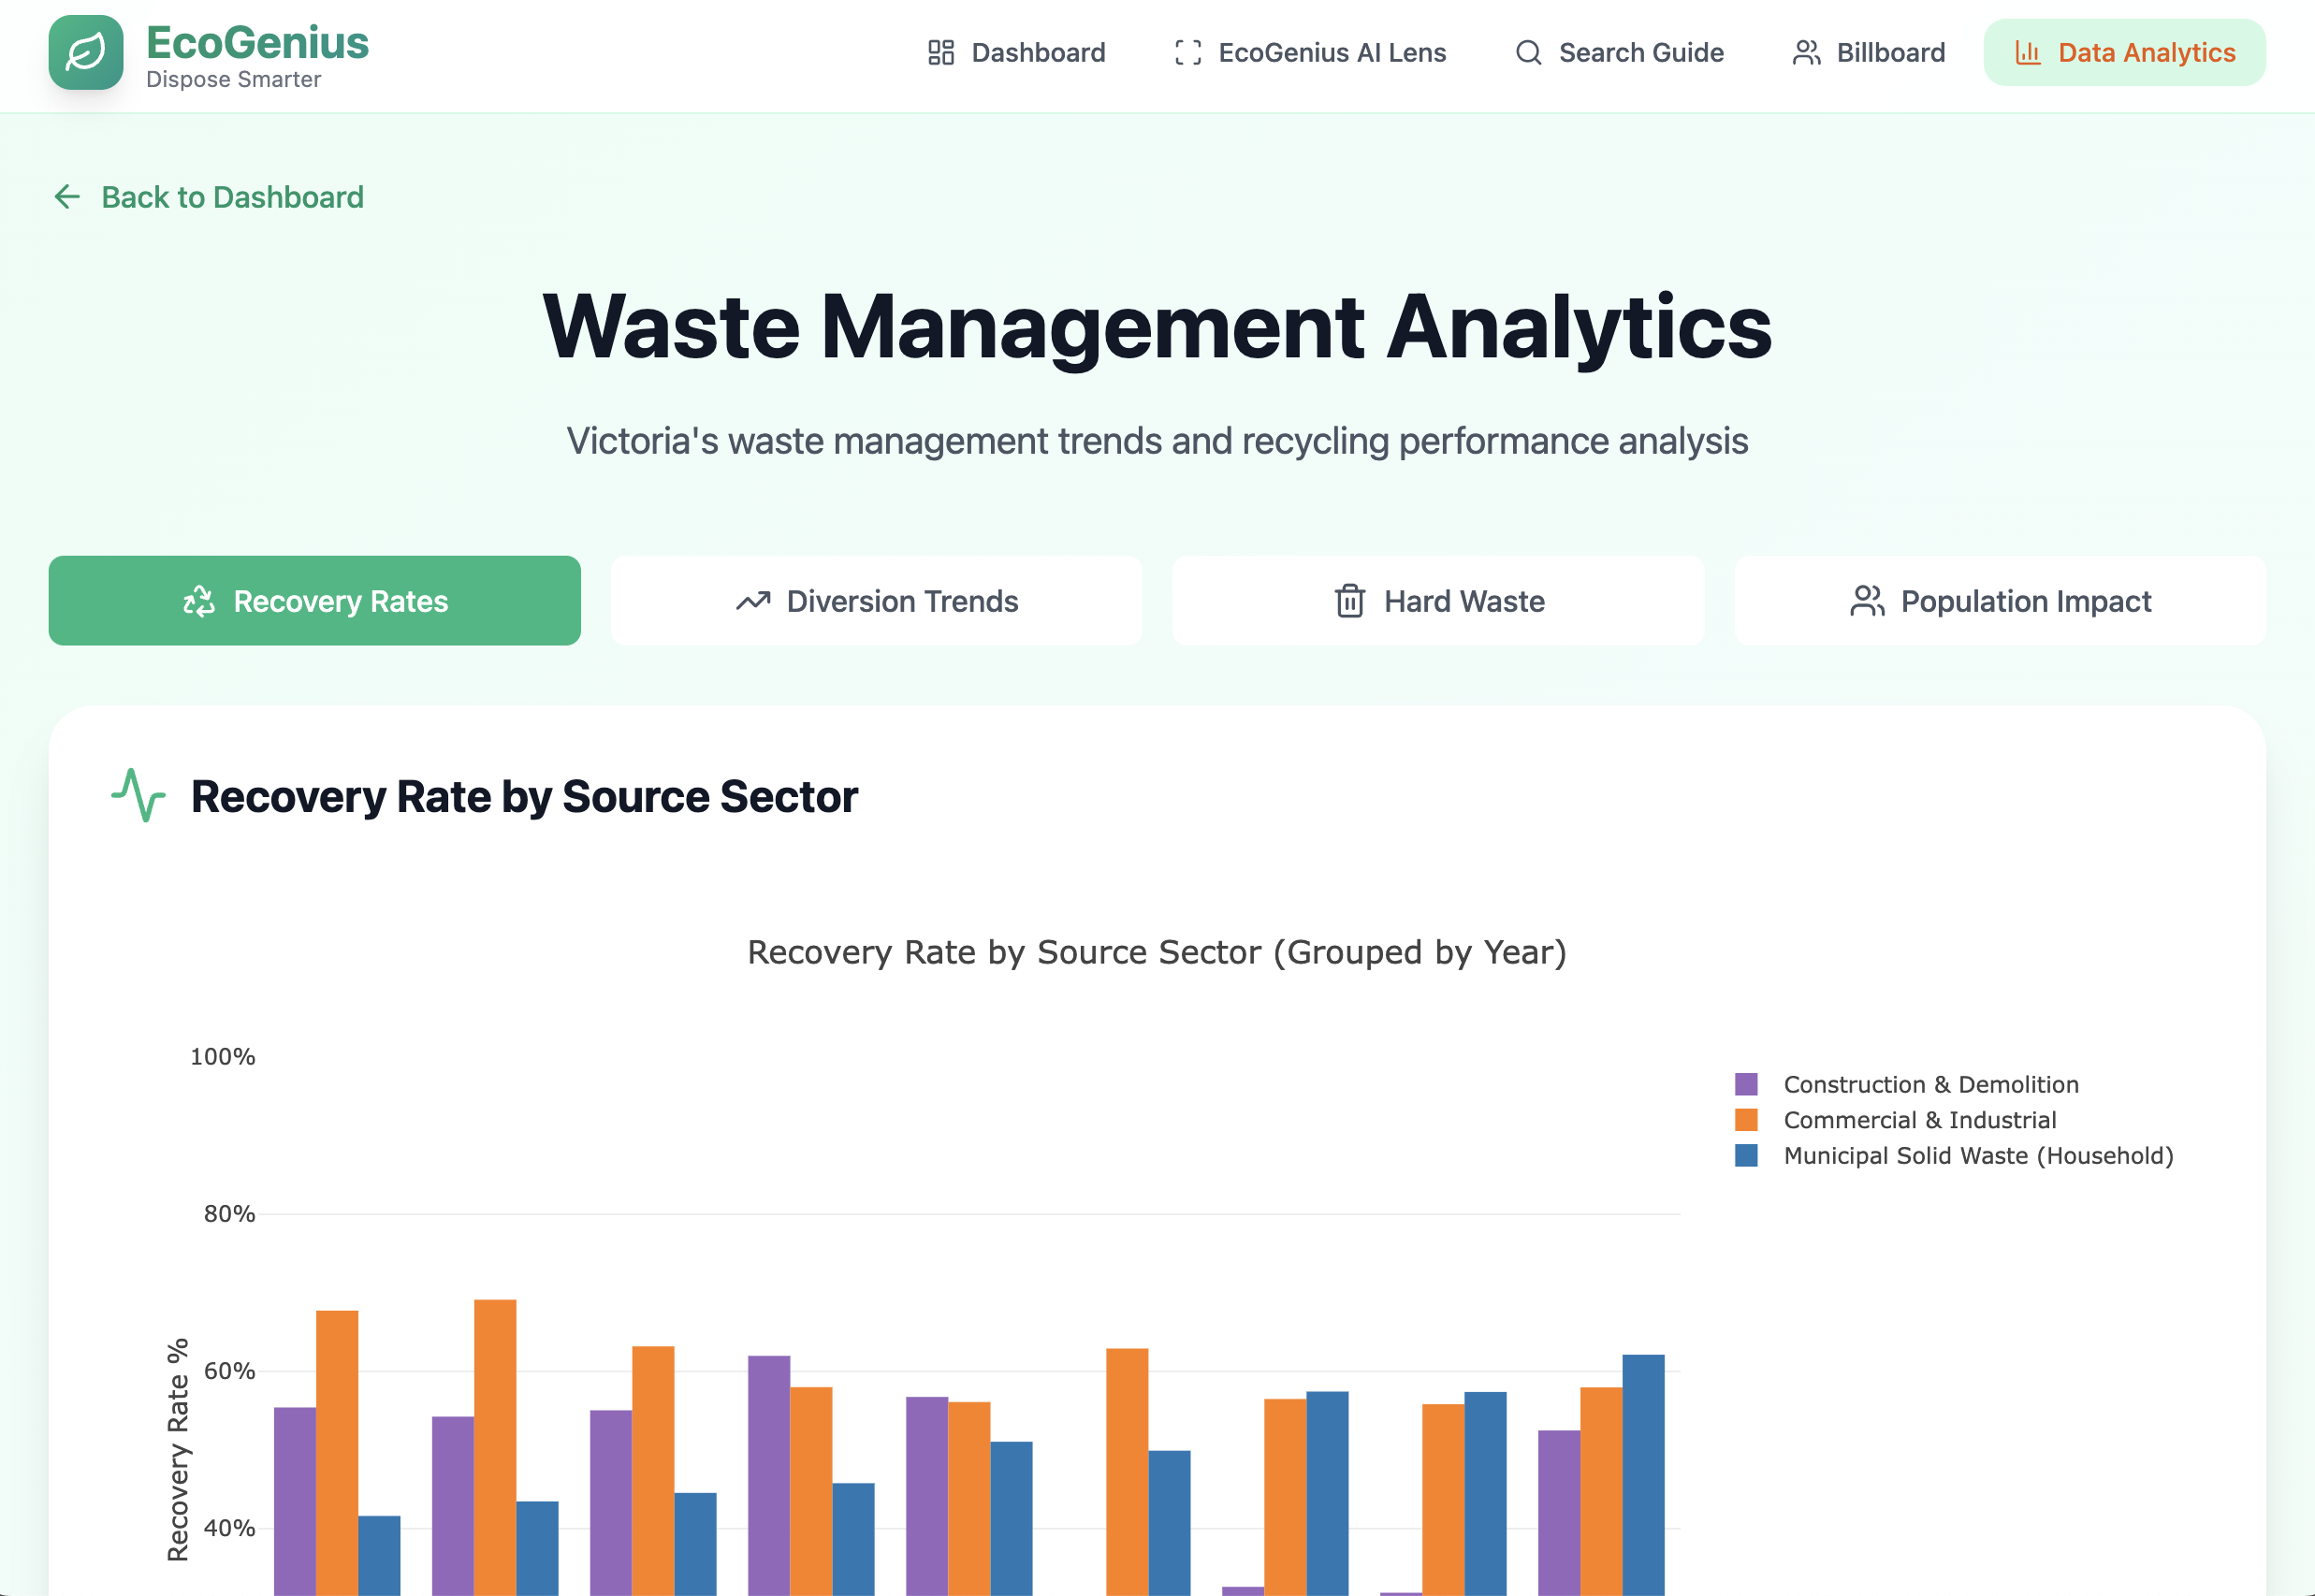 EcoGenius
Dispose Smarter
Dashboard
EcoGenius AI Lens
Search Guide
Billboard
Data Analytics
Back to Dashboard
Waste Management Analytics
Victoria's waste management trends and recycling performance analysis
Recovery Rates
Diversion Trends
Hard Waste
Population Impact
Recovery Rate by Source Sector
Recovery Rate by Source Sector (Grouped by Year)
100%
80%
60%
40%
Recovery Rate %
Construction & Demolition
Commercial & Industrial
Municipal Solid Waste (Household)